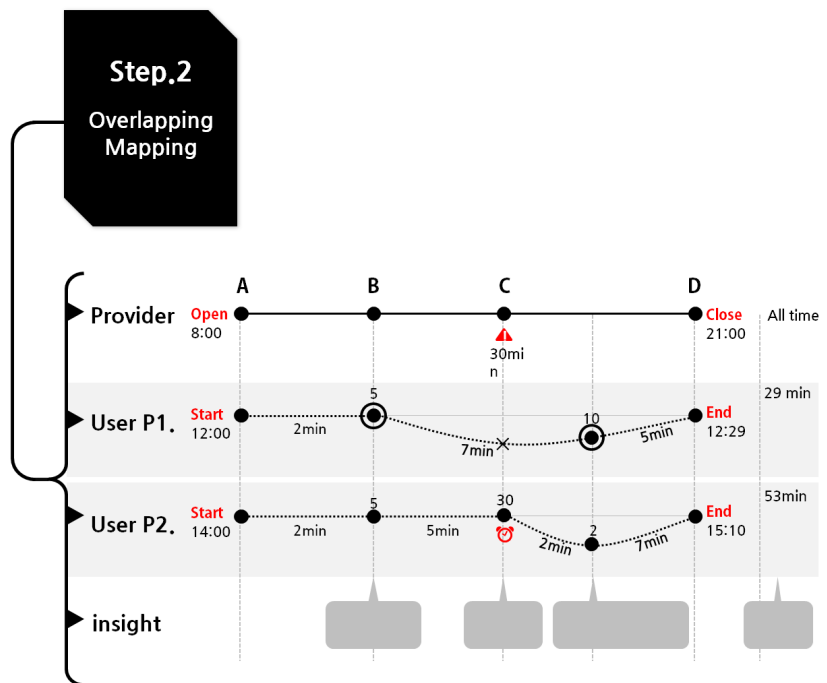 Step.2
Overlapping
Mapping
A
B
C
D
Provider
Open
8:00
30mi
n
Close
21:00
All time
User P1.
Start
12:00
2min
5
7min
10
5min
End
12:29
29 min
User P2.
Start
14:00
2min
5
5min
30
2min
2
7min
End
15:10
53min
insight